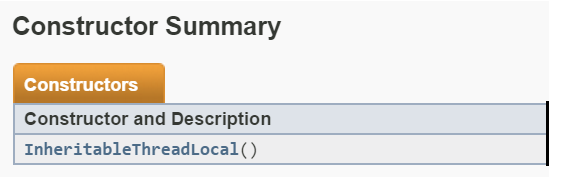 Constructor Summary
Constructors
Constructor and Description
InheritableThreadLocal()